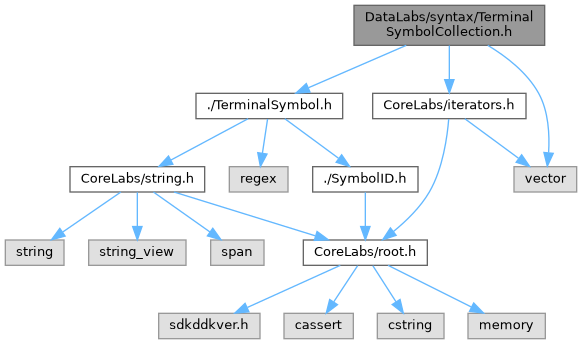 DataLabs/syntax/Terminal
SymbolCollection.h
./TerminalSymbol.h
CoreLabs/iterators.h
CoreLabs/string.h
regex
./SymbolID.h
vector
string
string_view
span
CoreLabs/root.h
sdkddkver.h
cassert
cstring
memory